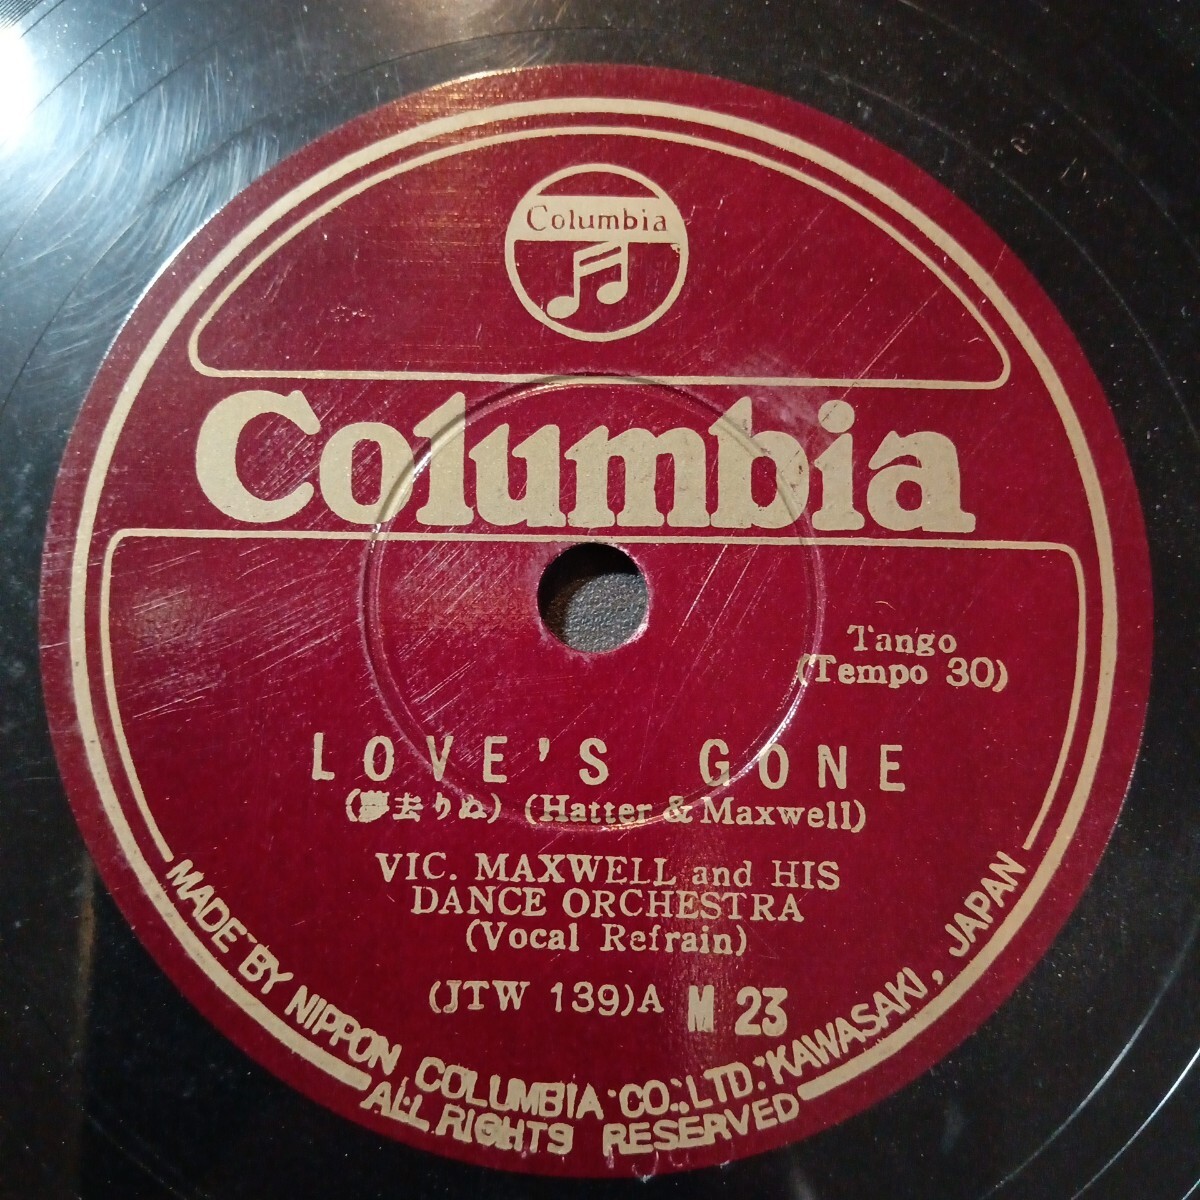 Columbia
Columbia
Tango
(Tempo 30)
LOVE'S GONE
(夢去りぬ) (Hatter & Maxwell)
VIC. MAXWELL and HIS
DANCE ORCHESTRA
(Vocal Refrain)
(JTW 139)A M 23
MADE BY NIPPON COLUMBIA CO., LTD. KAWASAKI, JAPAN
ALL RIGHTS RESERVED